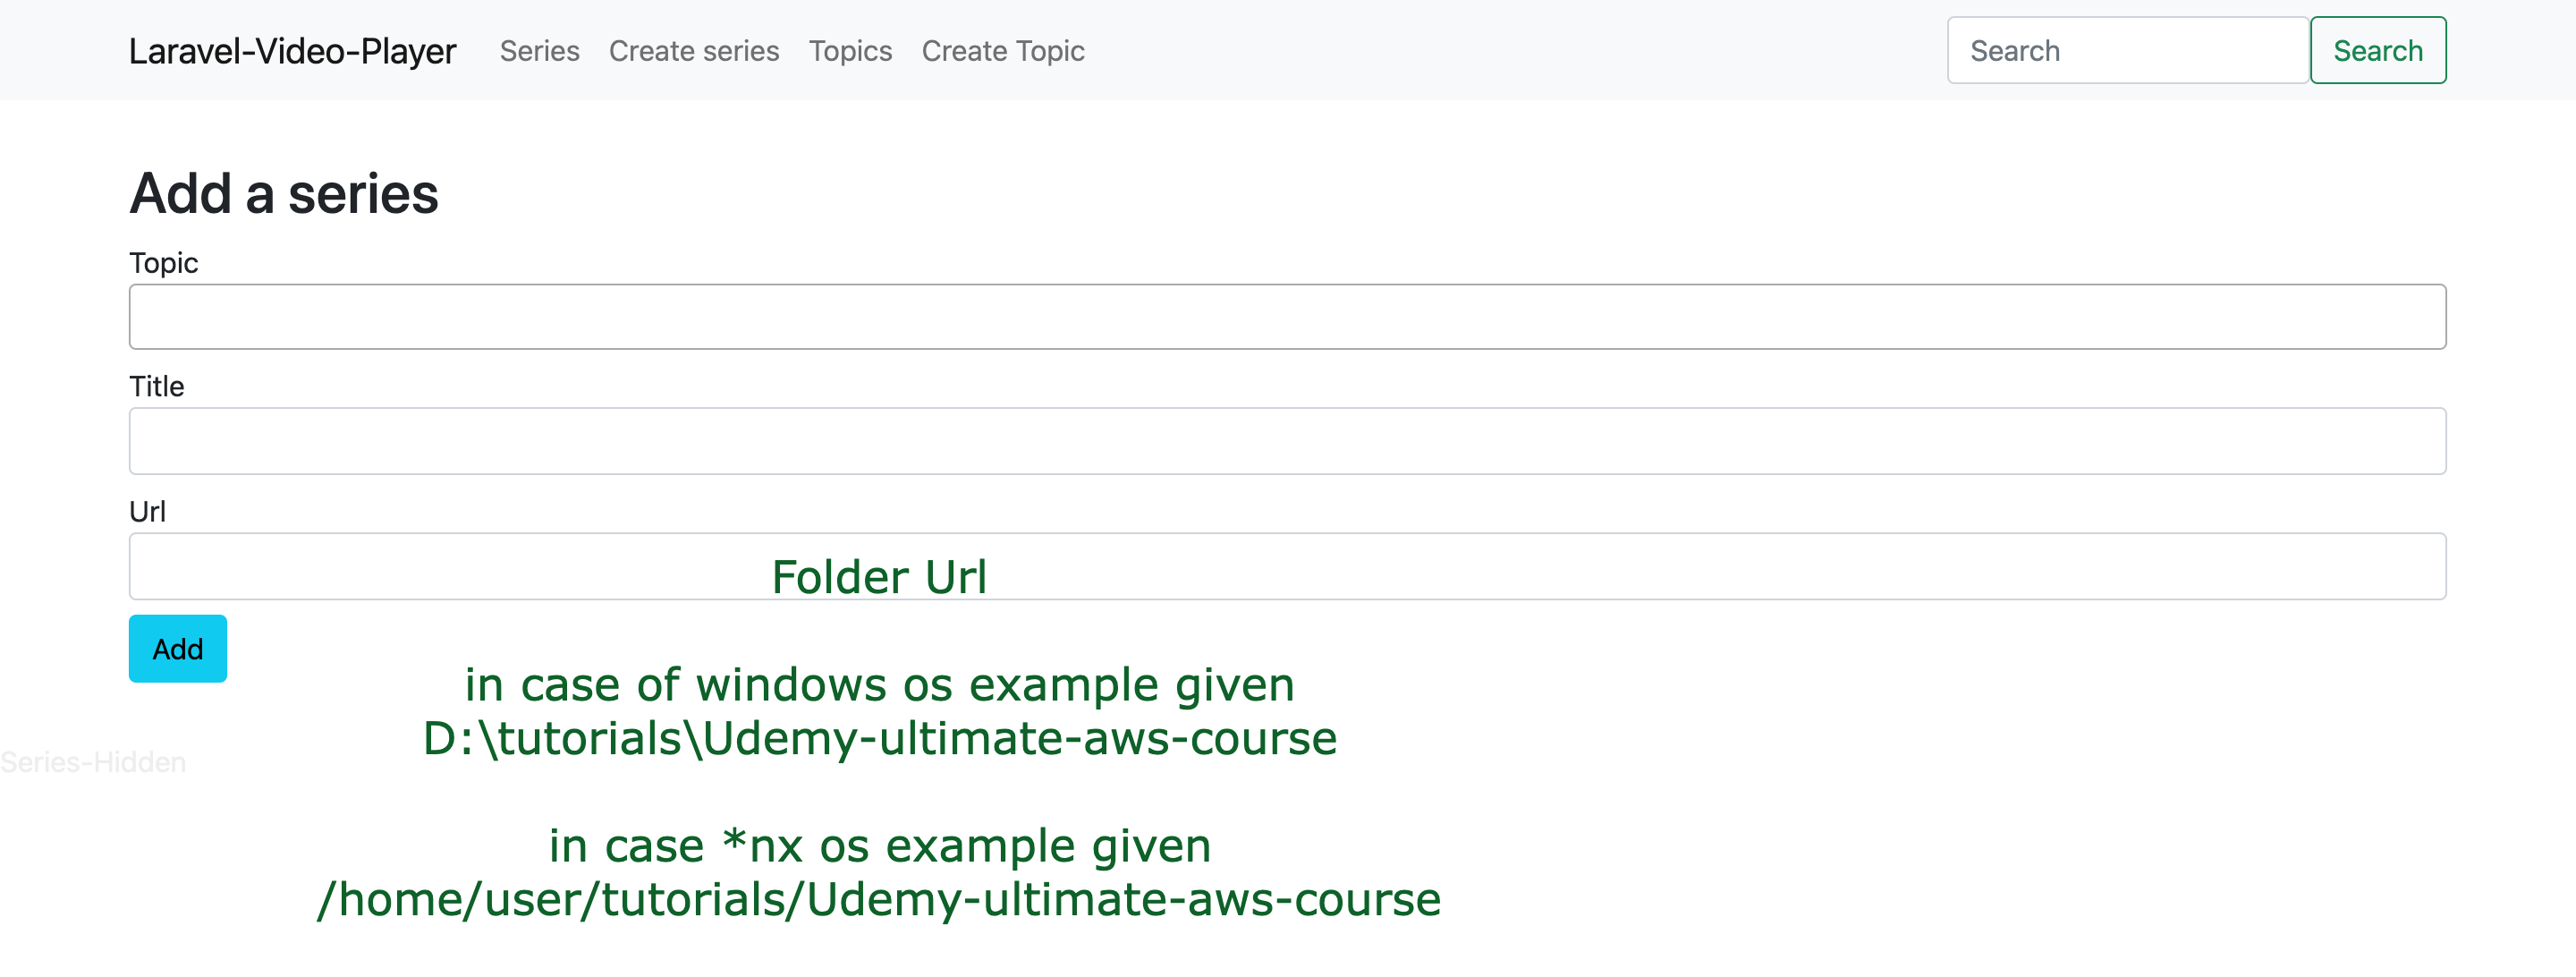 Laravel-Video-Player Series Create series Topics Create Topic Search Search
Add a series
Topic
Title
Url
Folder Url
Add
in case of windows os example given
D:\tutorials\Udemy-ultimate-aws-course
Series-Hidden
in case *nx os example given
/home/user/tutorials/Udemy-ultimate-aws-course